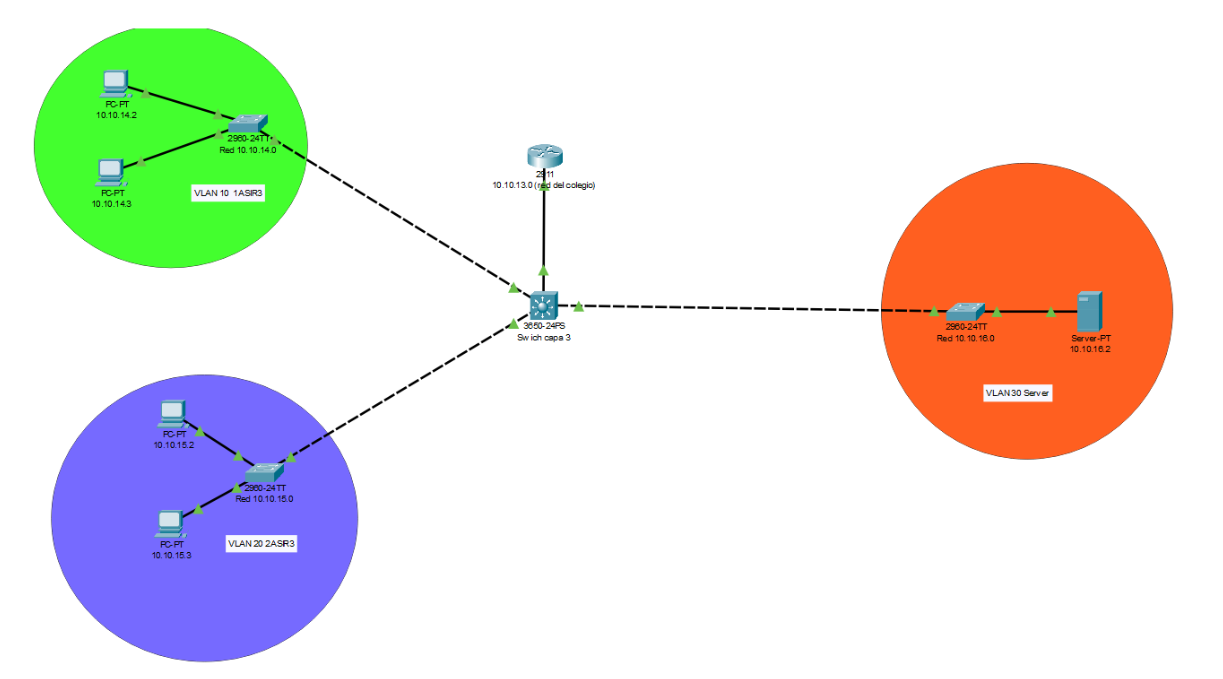 PC-PT
10.10.14.2
2960-24TT
Red 10.10.14.0
PC-PT
10.10.14.3
VLAN 10 1ASIR3
2911
10.10.13.0 (red del colegio)
3650-24PS
Swich capa 3
2960-24TT
Red 10.10.16.0
Server-PT
10.10.16.2
VLAN 30 Server
PC-PT
10.10.15.2
2960-24TT
Red 10.10.15.0
PC-PT
10.10.15.3
VLAN 20 2ASIR3